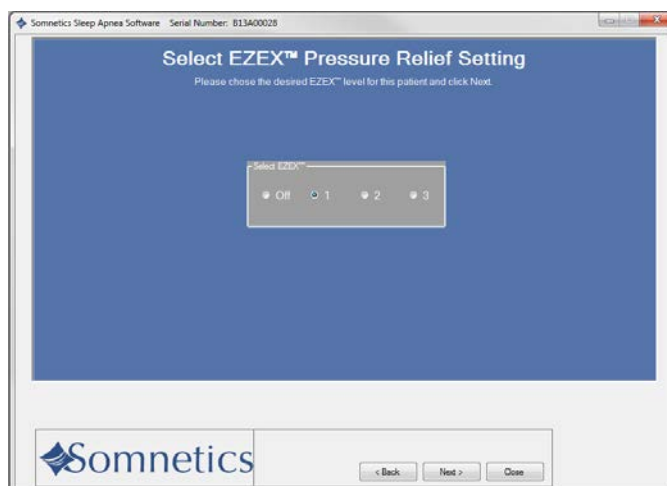 Somnetics Sleep Apnea Software Serial Number: B13A00028
Select EZEX™ Pressure Relief Setting
Please chose the desired EZEX™ level for this patient and click Next.
Select EZEX™
Off 1 2 3
Somnetics
< Back Next > Close